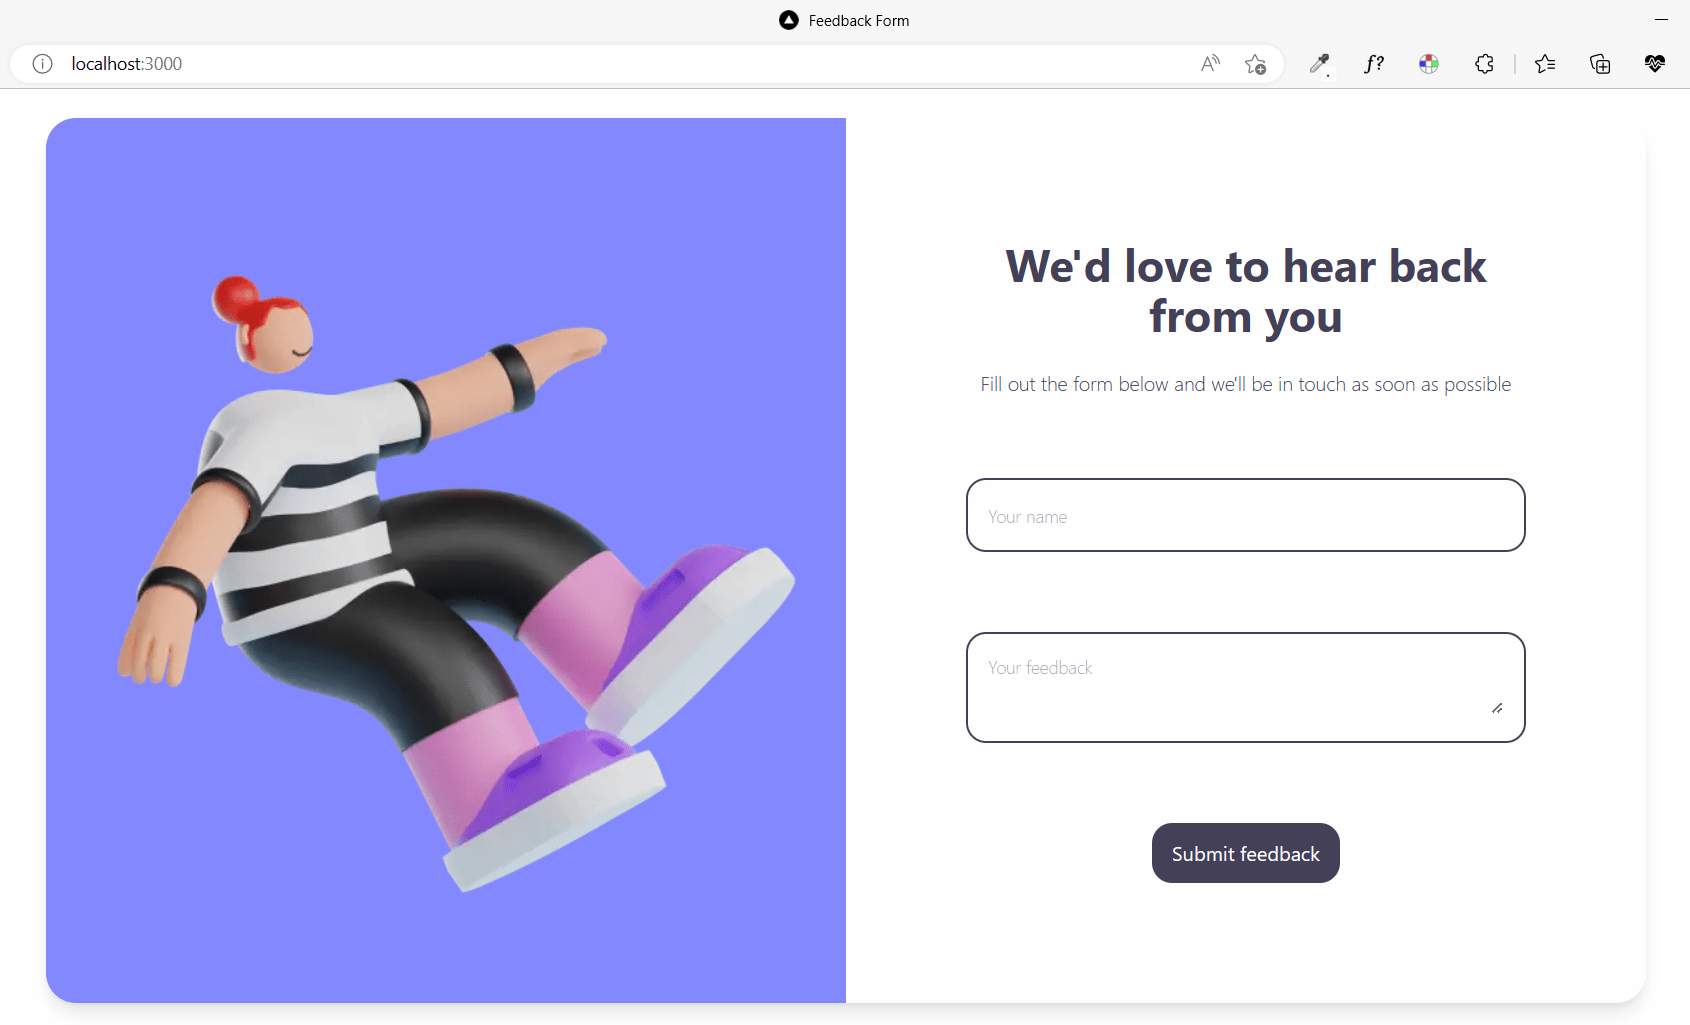 Feedback Form
localhost:3000
We'd love to hear back
from you
Fill out the form below and we'll be in touch as soon as possible
Your name
Your feedback
Submit feedback